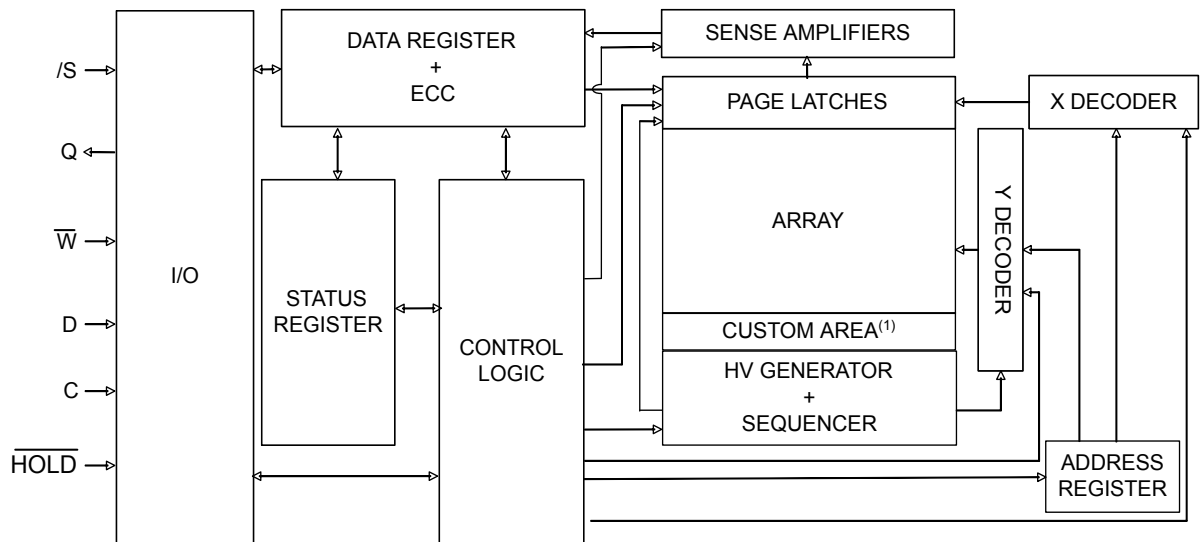 /S
Q
W
D
C
HOLD
I/O
DATA REGISTER
+
ECC
STATUS
REGISTER
CONTROL
LOGIC
SENSE AMPLIFIERS
PAGE LATCHES
ARRAY
CUSTOM AREA(1)
HV GENERATOR
+
SEQUENCER
Y DECODER
X DECODER
ADDRESS
REGISTER